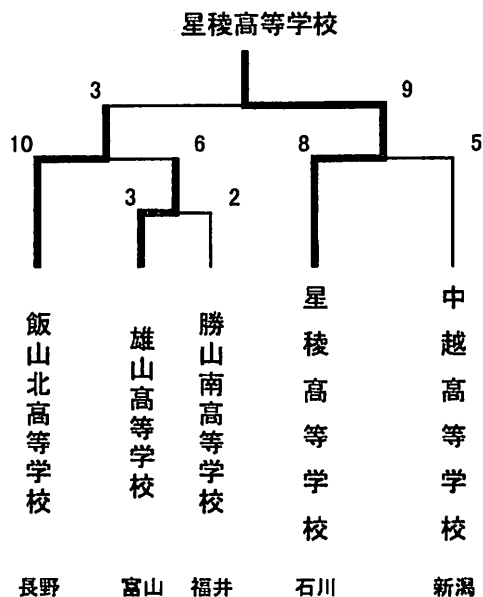 星稜高等学校
3
9
10
6
8
5
3
2
飯山北高等学校
雄山高等学校
勝山南高等学校
星稜高等学校
中越高等学校
長野
富山
福井
石川
新潟